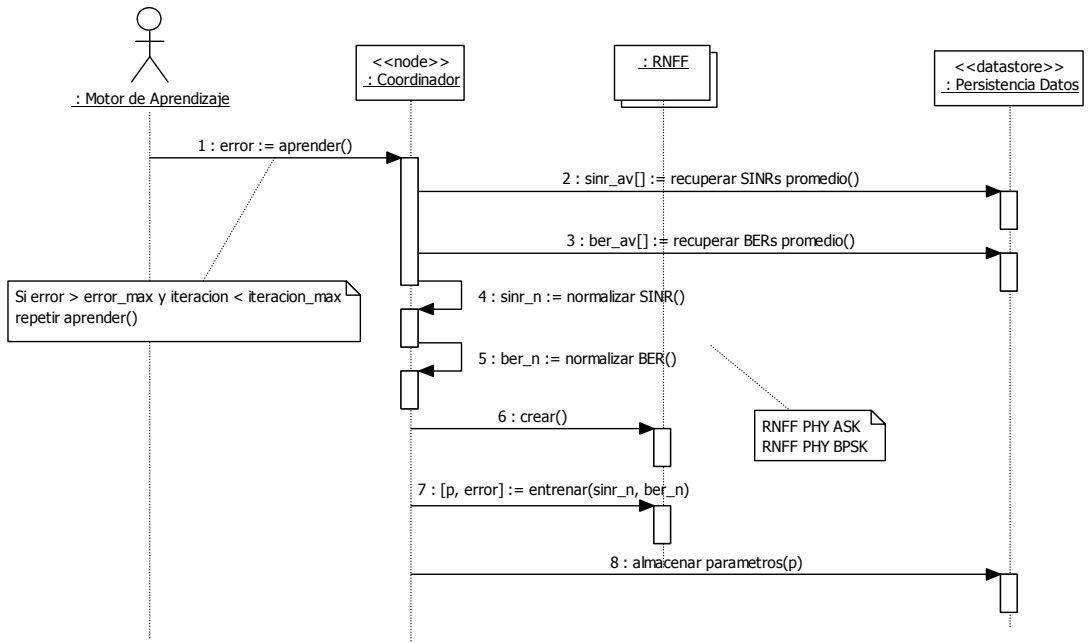 <<node>>
: Coordinador
: RNFF
<<datastore>>
: Persistencia Datos
: Motor de Aprendizaje
1 : error := aprender()
2 : sinr_av[] := recuperar SINRs promedio()
3 : ber_av[] := recuperar BERs promedio()
Si error > error_max y iteracion < iteracion_max
repetir aprender()
4 : sinr_n := normalizar SINR()
5 : ber_n := normalizar BER()
6 : crear()
RNFF PHY ASK
RNFF PHY BPSK
7 : [p, error] := entrenar(sinr_n, ber_n)
8 : almacenar parametros(p)